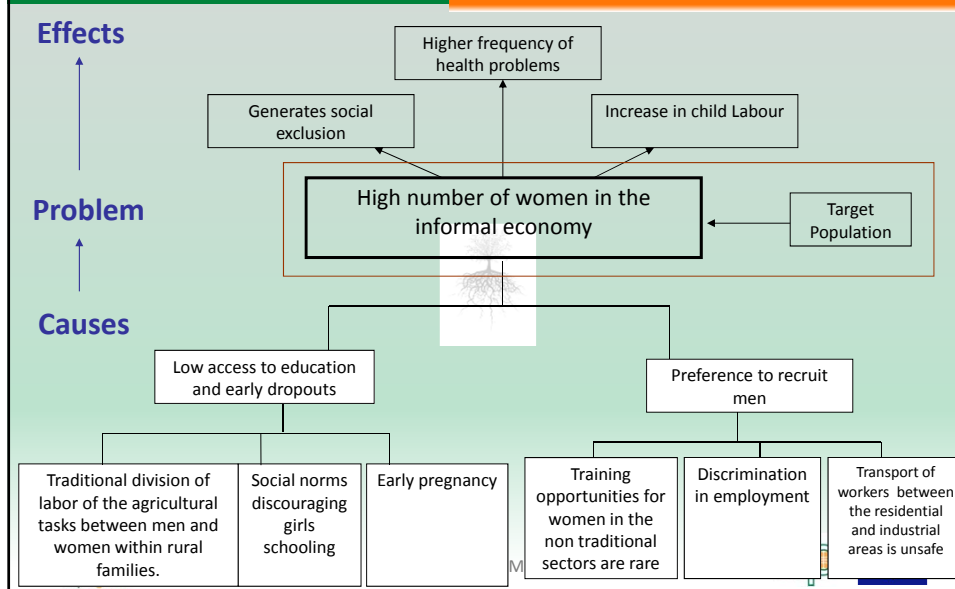 Effects
Higher frequency of
health problems
Generates social
exclusion
Increase in child Labour
Problem
High number of women in the
informal economy
Target
Population
Causes
Low access to education
and early dropouts
Preference to recruit
men
Traditional division of
labor of the agricultural
tasks between men and
women within rural
families.
Social norms
discouraging
girls
schooling
Early pregnancy
Training
opportunities for
women in the
non traditional
sectors are rare
Discrimination
in employment
Transport of
workers between
the residential
and industrial
areas is unsafe